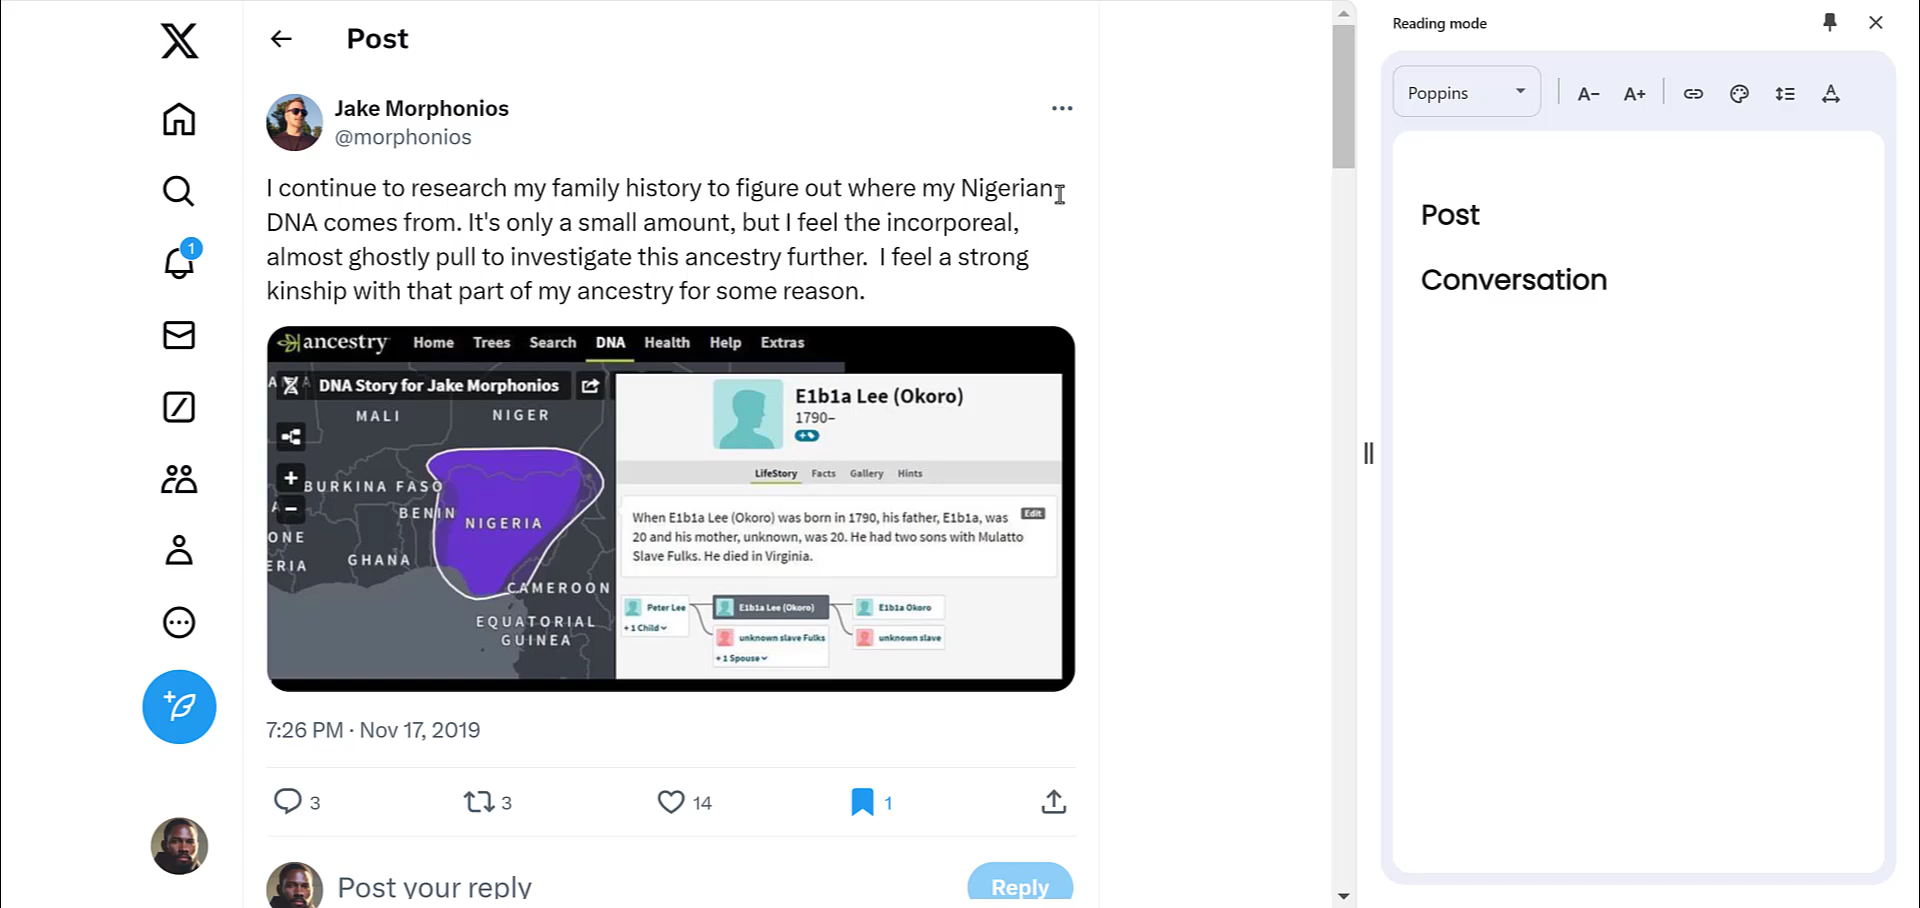 Post
Jake Morphonios
@morphonios
I continue to research my family history to figure out where my Nigerian
DNA comes from. It's only a small amount, but I feel the incorporeal,
almost ghostly pull to investigate this ancestry further.  I feel a strong
kinship with that part of my ancestry for some reason.
ancestry Home Trees Search DNA Health Help Extras
DNA Story for Jake Morphonios
MALI NIGER
BURKINA FASO
BENIN
NIGERIA
ONE
GHANA
ERIA
CAMEROON
EQUATORIAL
GUINEA
E1b1a Lee (Okoro)
1790–
LifeStory Facts Gallery Hints
When E1b1a Lee (Okoro) was born in 1790, his father, E1b1a, was
20 and his mother, unknown, was 20. He had two sons with Mulatto
Slave Fulks. He died in Virginia.
Edit
Peter Lee E1b1a Lee (Okoro) E1b1a Okoro
+ 1 Child unknown slave Fulks unknown slave
+ 1 Spouse
7:26 PM · Nov 17, 2019
3 3 14 1
Post your reply Reply
1
Reading mode
Poppins A− A+
Post
Conversation